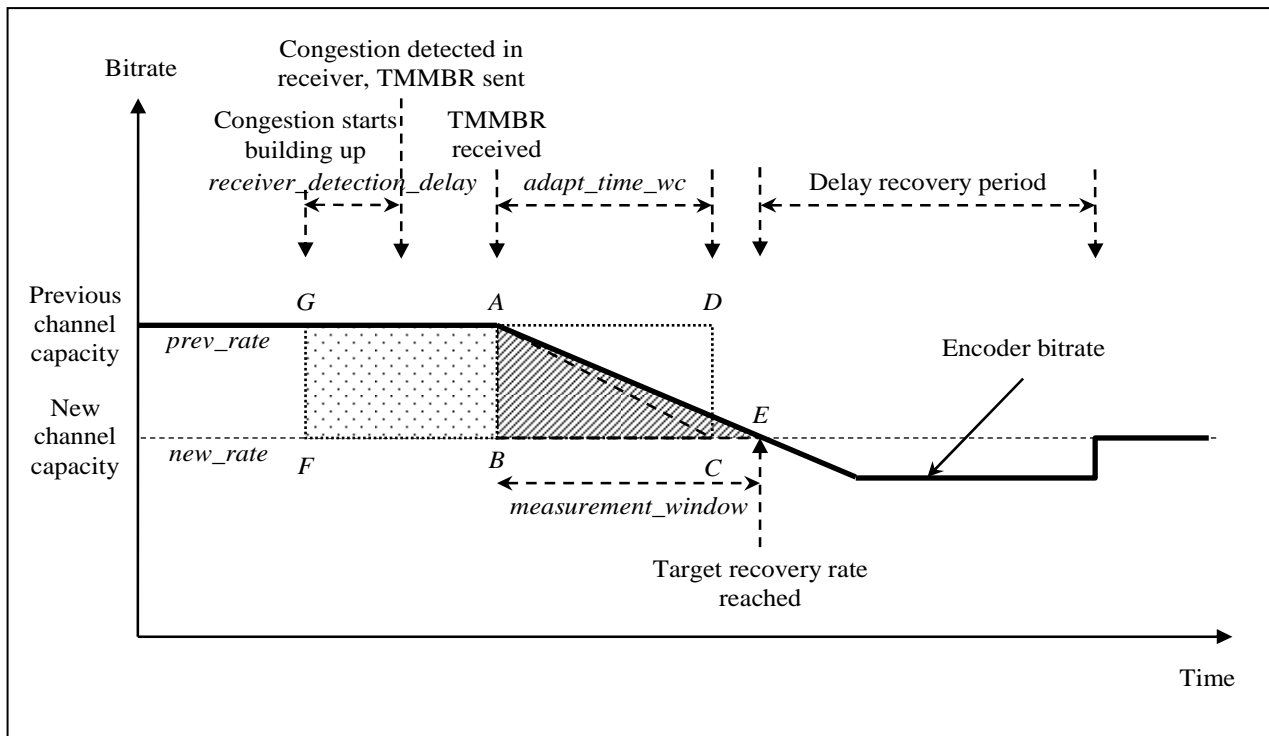 Congestion detected in
receiver, TMMBR sent
Bitrate
Congestion starts
building up
TMMBR
received
receiver_detection_delay
adapt_time_wc
Delay recovery period
Previous
channel
capacity
G
A
D
prev_rate
Encoder bitrate
New
channel
capacity
E
new_rate
F
B
C
measurement_window
Target recovery rate
reached
Time